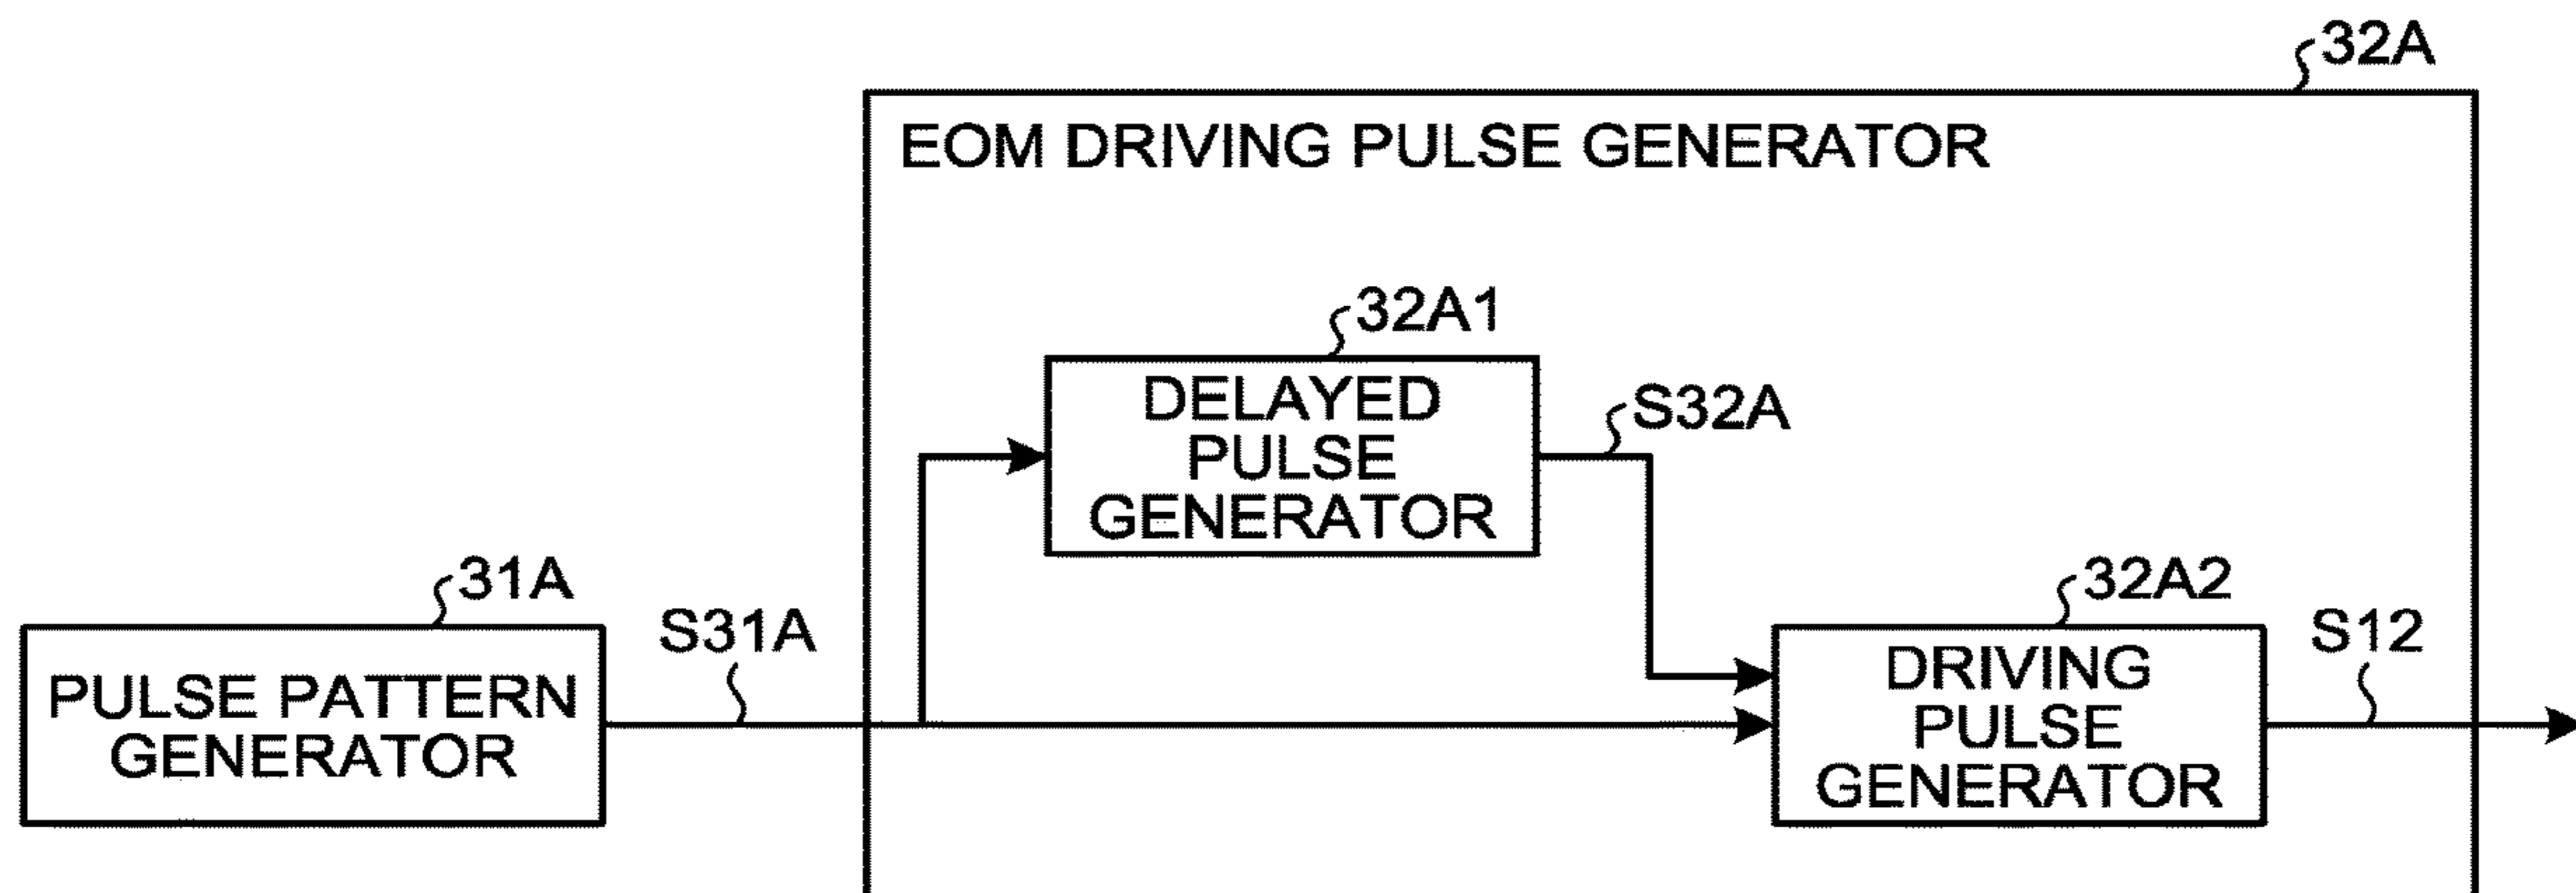 32A
EOM DRIVING PULSE GENERATOR
32A1
DELAYED
PULSE
GENERATOR
S32A
31A
PULSE PATTERN
GENERATOR
S31A
32A2
DRIVING
PULSE
GENERATOR
S12